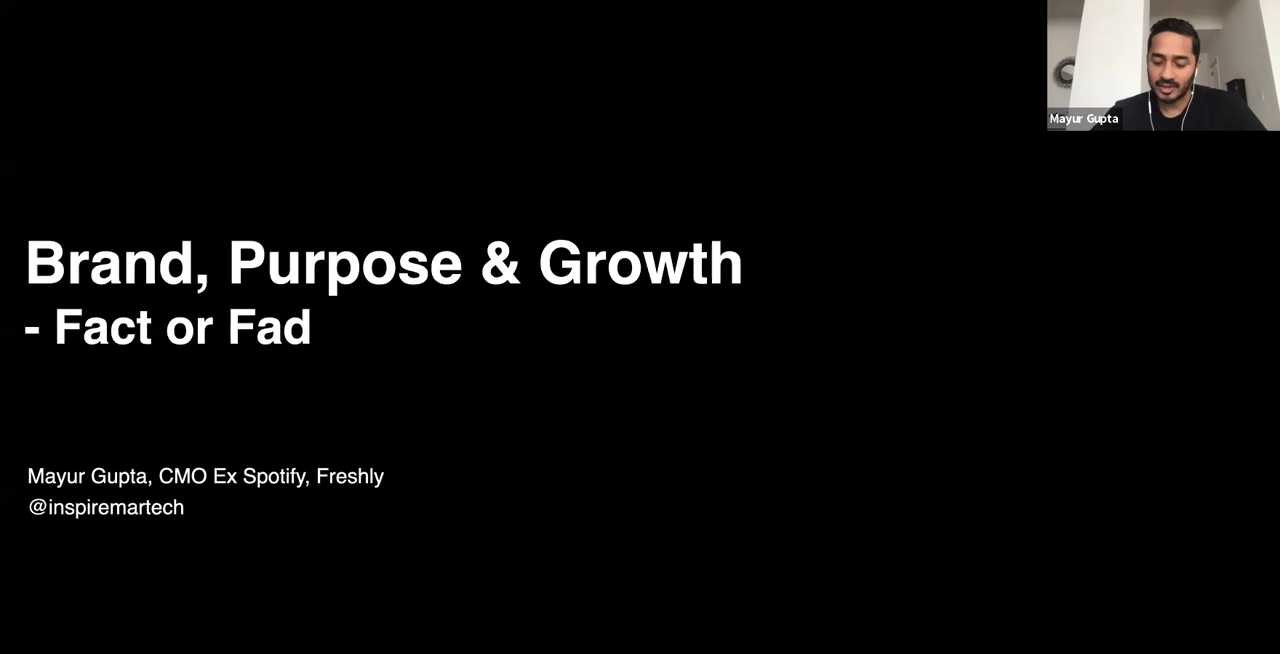 Mayur Gupta
Brand, Purpose & Growth
- Fact or Fad
Mayur Gupta, CMO Ex Spotify, Freshly
@inspiremartech